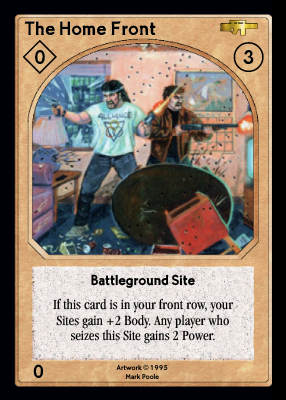 The Home Front
0
3
ALLIANCE
Battleground Site
If this card is in your front row, your
Sites gain +2 Body. Any player who
seizes this Site gains 2 Power.
0
Artwork © 1995
Mark Poole